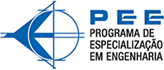 PEE
PROGRAMA DE
ESPECIALIZAÇÃO
EM ENGENHARIA